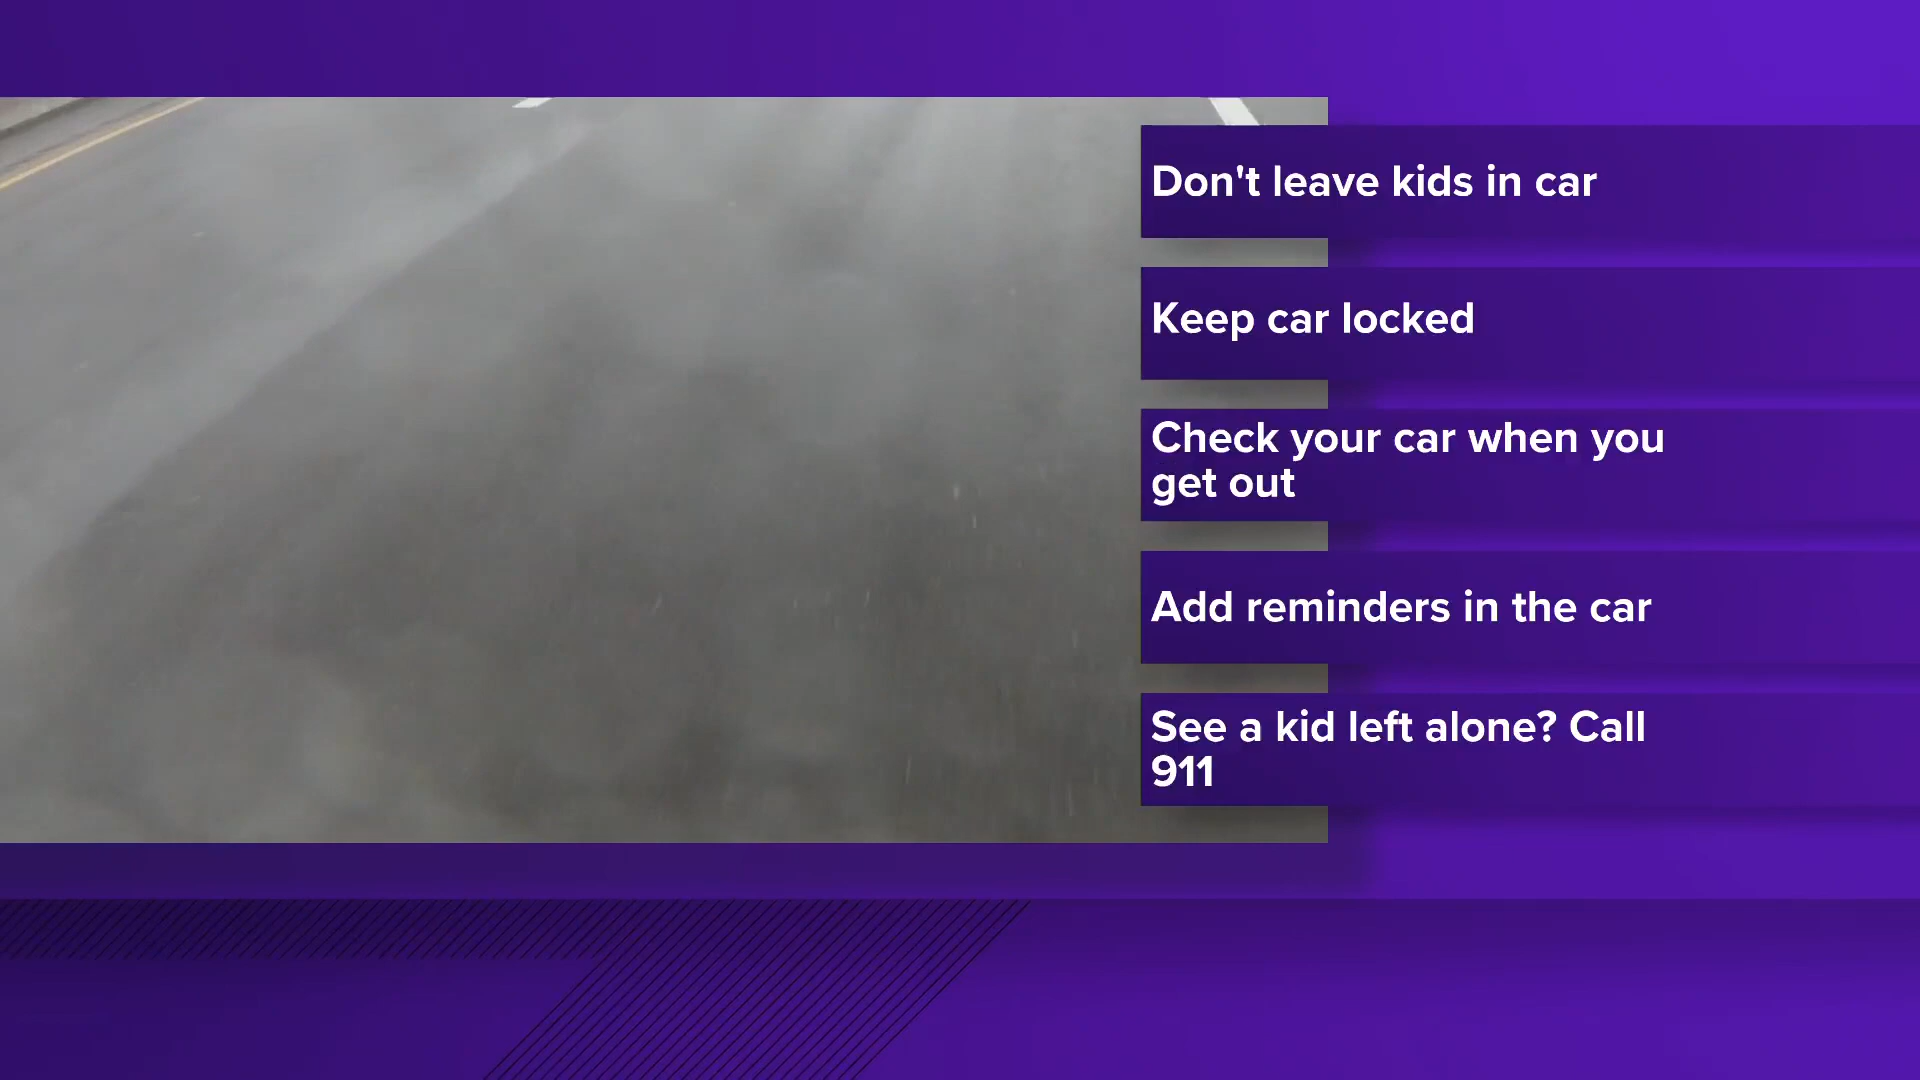 Don't leave kids in car
Keep car locked
Check your car when you
get out
Add reminders in the car
See a kid left alone? Call
911